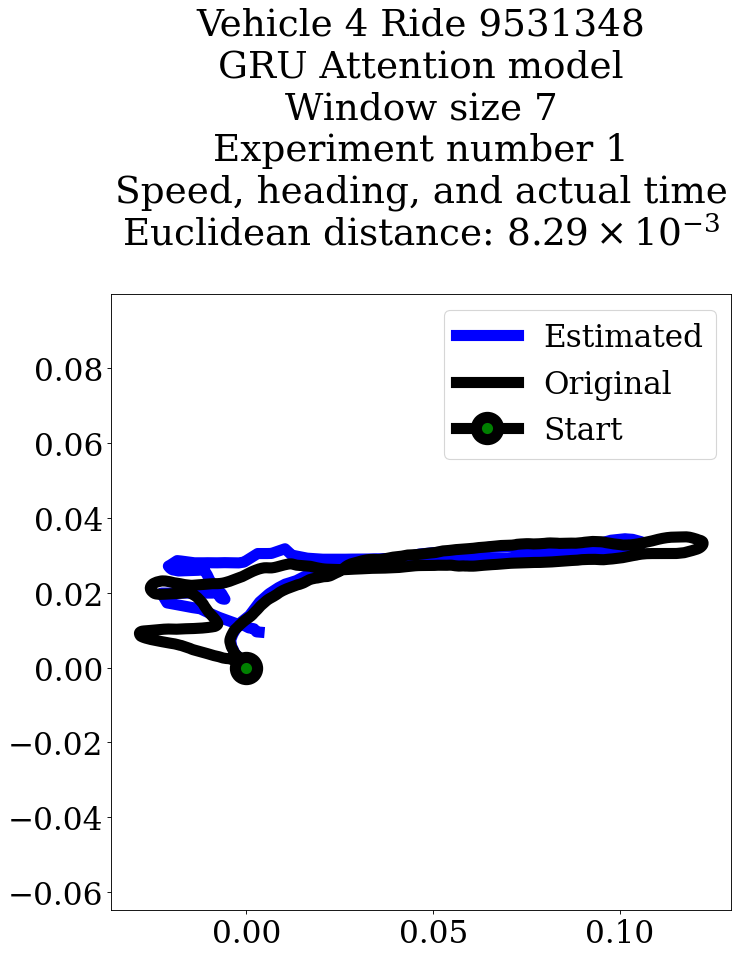 Vehicle 4 Ride 9531348
GRU Attention model
Window size 7
Experiment number 1
Speed, heading, and actual time
Euclidean distance: 8.29 × 10⁻³
Estimated
Original
Start
0.08
0.06
0.04
0.02
0.00
−0.02
−0.04
−0.06
0.00 0.05 0.10